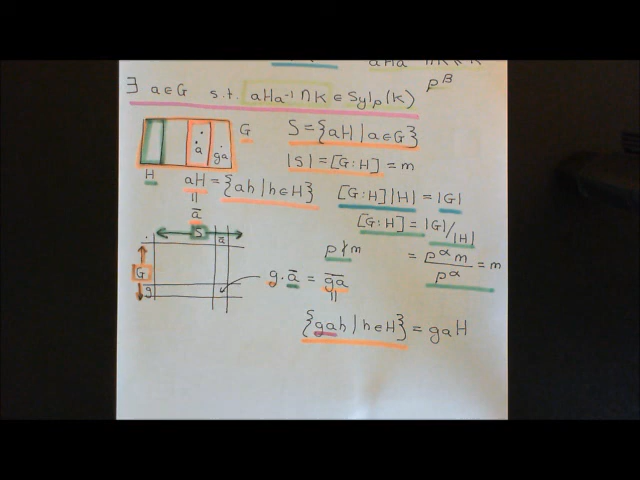 p^β
∃ a∈G s.t. aHa⁻¹∩K ∈ Syl_p(K)
G
S = {aH | a∈G}
a
ga
|S| = [G:H] = m
H
aH = {ah | h∈H}
[G:H]|H| = |G|
||
ā
[G:H] = |G|/|H|
S
ā
p∤m
= p^α m / p^α = m
G
g
g·ā = \overline{ga}
||
{gah | h∈H} = gaH